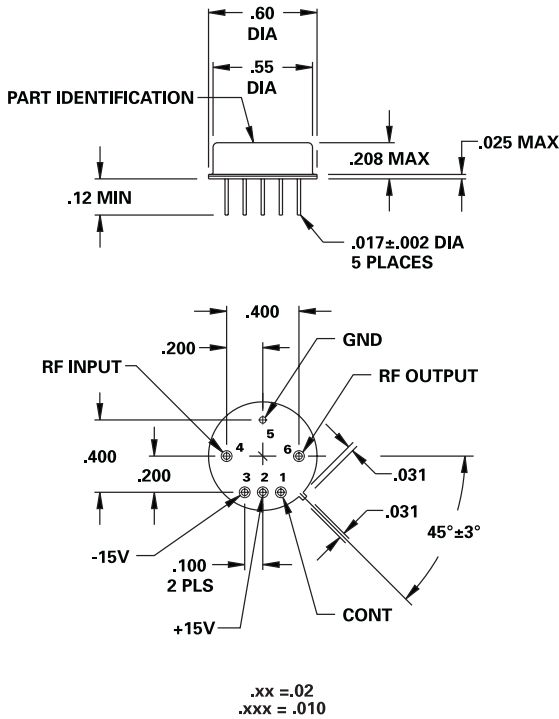 .60
DIA
.55
DIA
PART IDENTIFICATION
.025 MAX
.208 MAX
.12 MIN
.017±.002 DIA
5 PLACES
.400
.200
GND
RF INPUT
RF OUTPUT
5
4
6
.400
.200
.031
3 2 1
.031
45°±3°
-15V
.100
2 PLS
CONT
+15V
.xx =.02
.xxx = .010